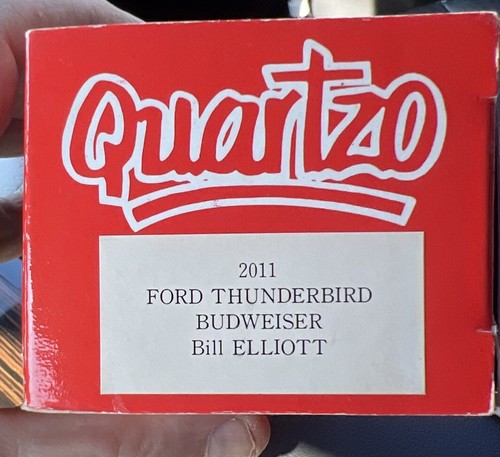 Quartzo
2011
FORD THUNDERBIRD
BUDWEISER
Bill ELLIOTT